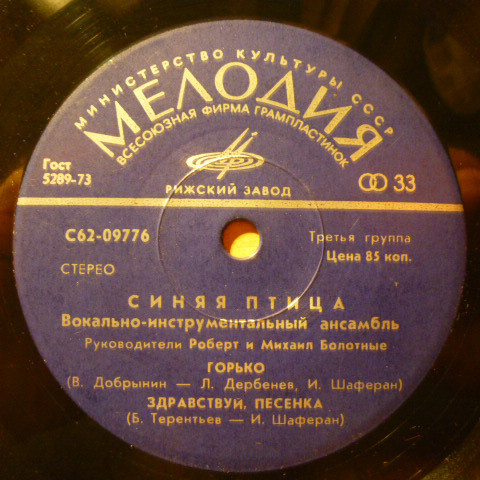 МИНИСТЕРСТВО КУЛЬТУРЫ СССР
МЕЛОДИЯ
ВСЕСОЮЗНАЯ ФИРМА ГРАМПЛАСТИНОК
Гост
5289-73
РИЖСКИЙ ЗАВОД
33
С62-09776
Третья группа
Цена 85 коп.
СТЕРЕО
СИНЯЯ ПТИЦА
Вокально-инструментальный ансамбль
Руководители Роберт и Михаил Болотные
ГОРЬКО
(В. Добрынин — Л. Дербенев, И. Шаферан)
ЗДРАВСТВУЙ, ПЕСЕНКА
(Б. Терентьев — И. Шаферан)